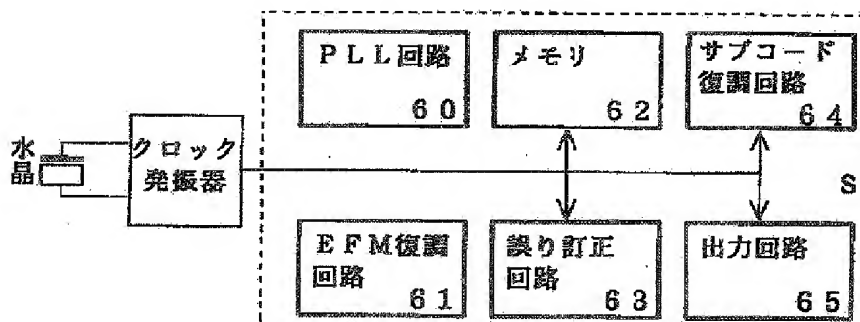 PLL回路
60
メモリ
62
サブコード
復調回路
64
水晶
クロック
発振器
S
EFM復調
回路
61
誤り訂正
回路
63
出力回路
65